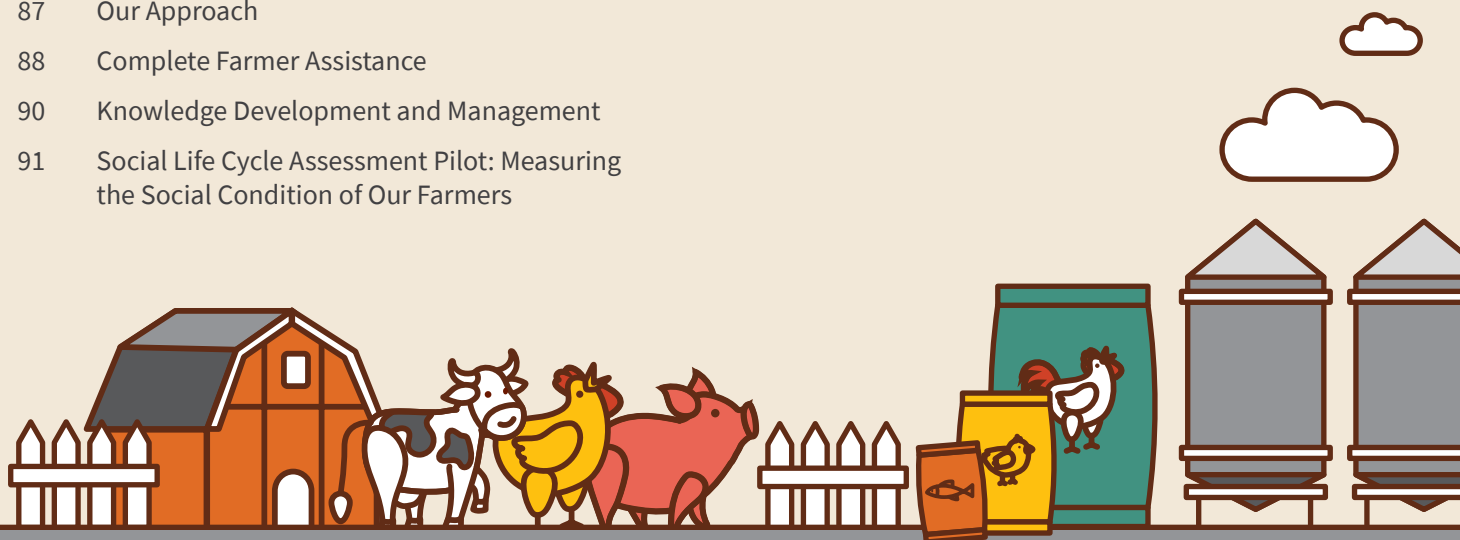 87 Our Approach
88 Complete Farmer Assistance
90 Knowledge Development and Management
91 Social Life Cycle Assessment Pilot: Measuring
the Social Condition of Our Farmers